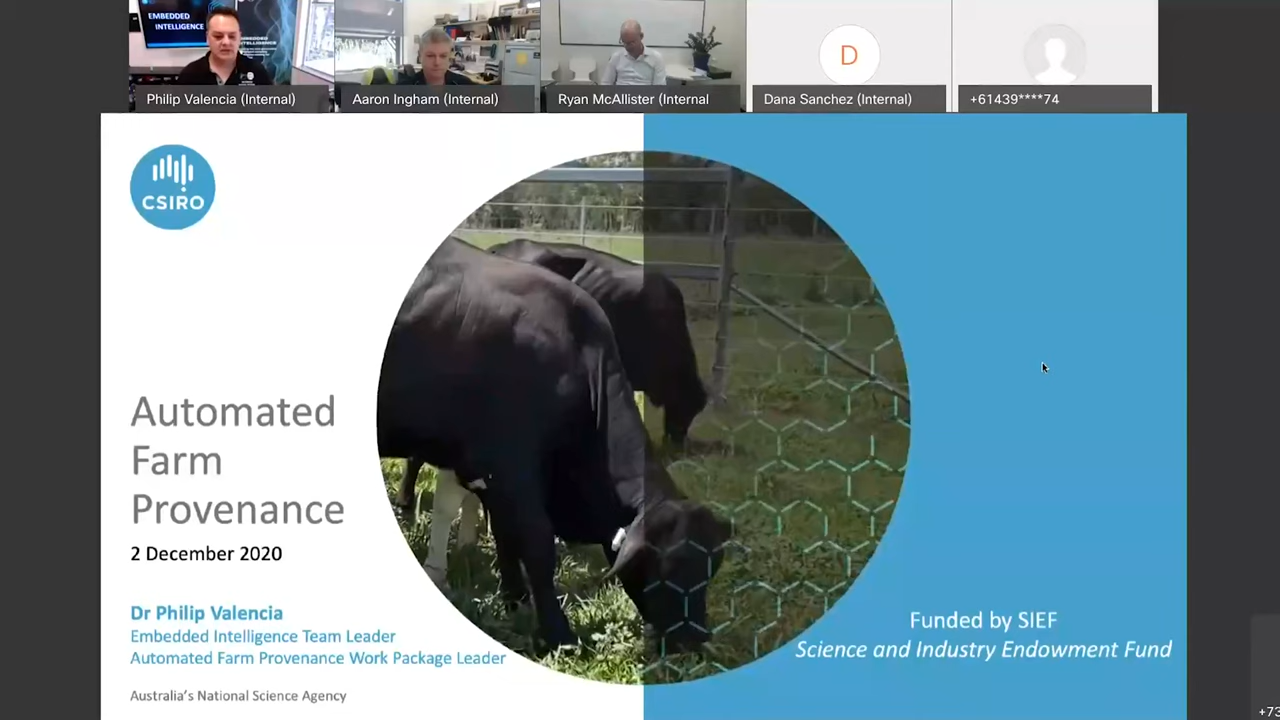 EMBEDDED
INTELLIGENCE
Philip Valencia (Internal)
Aaron Ingham (Internal)
Ryan McAllister (Internal
D
Dana Sanchez (Internal)
+61439****74
CSIRO
Automated
Farm
Provenance
2 December 2020
Dr Philip Valencia
Embedded Intelligence Team Leader
Automated Farm Provenance Work Package Leader
Australia's National Science Agency
Funded by SIEF
Science and Industry Endowment Fund